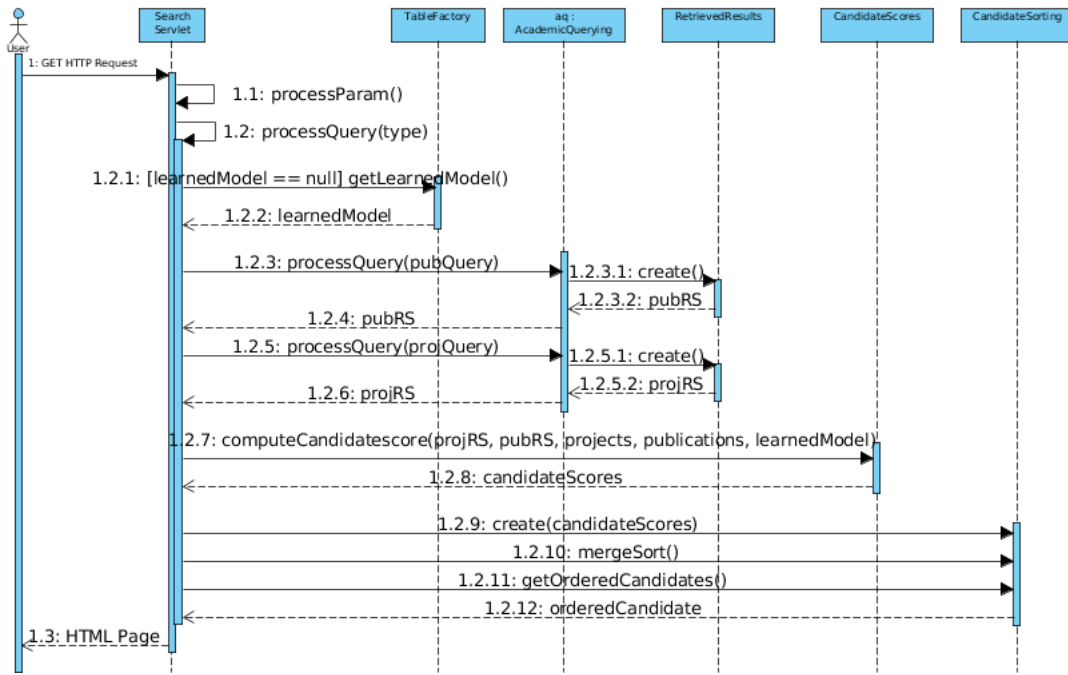 Search
Servlet
TableFactory
aq :
AcademicQuerying
RetrievedResults
CandidateScores
CandidateSorting
User
1: GET HTTP Request
1.1: processParam()
1.2: processQuery(type)
1.2.1: [learnedModel == null] getLearnedModel()
1.2.2: learnedModel
1.2.3: processQuery(pubQuery)
1.2.3.1: create()
1.2.3.2: pubRS
1.2.4: pubRS
1.2.5: processQuery(projQuery)
1.2.5.1: create()
1.2.5.2: projRS
1.2.6: projRS
1.2.7: computeCandidatescore(projRS, pubRS, projects, publications, learnedModel)
1.2.8: candidateScores
1.2.9: create(candidateScores)
1.2.10: mergeSort()
1.2.11: getOrderedCandidates()
1.2.12: orderedCandidate
1.3: HTML Page